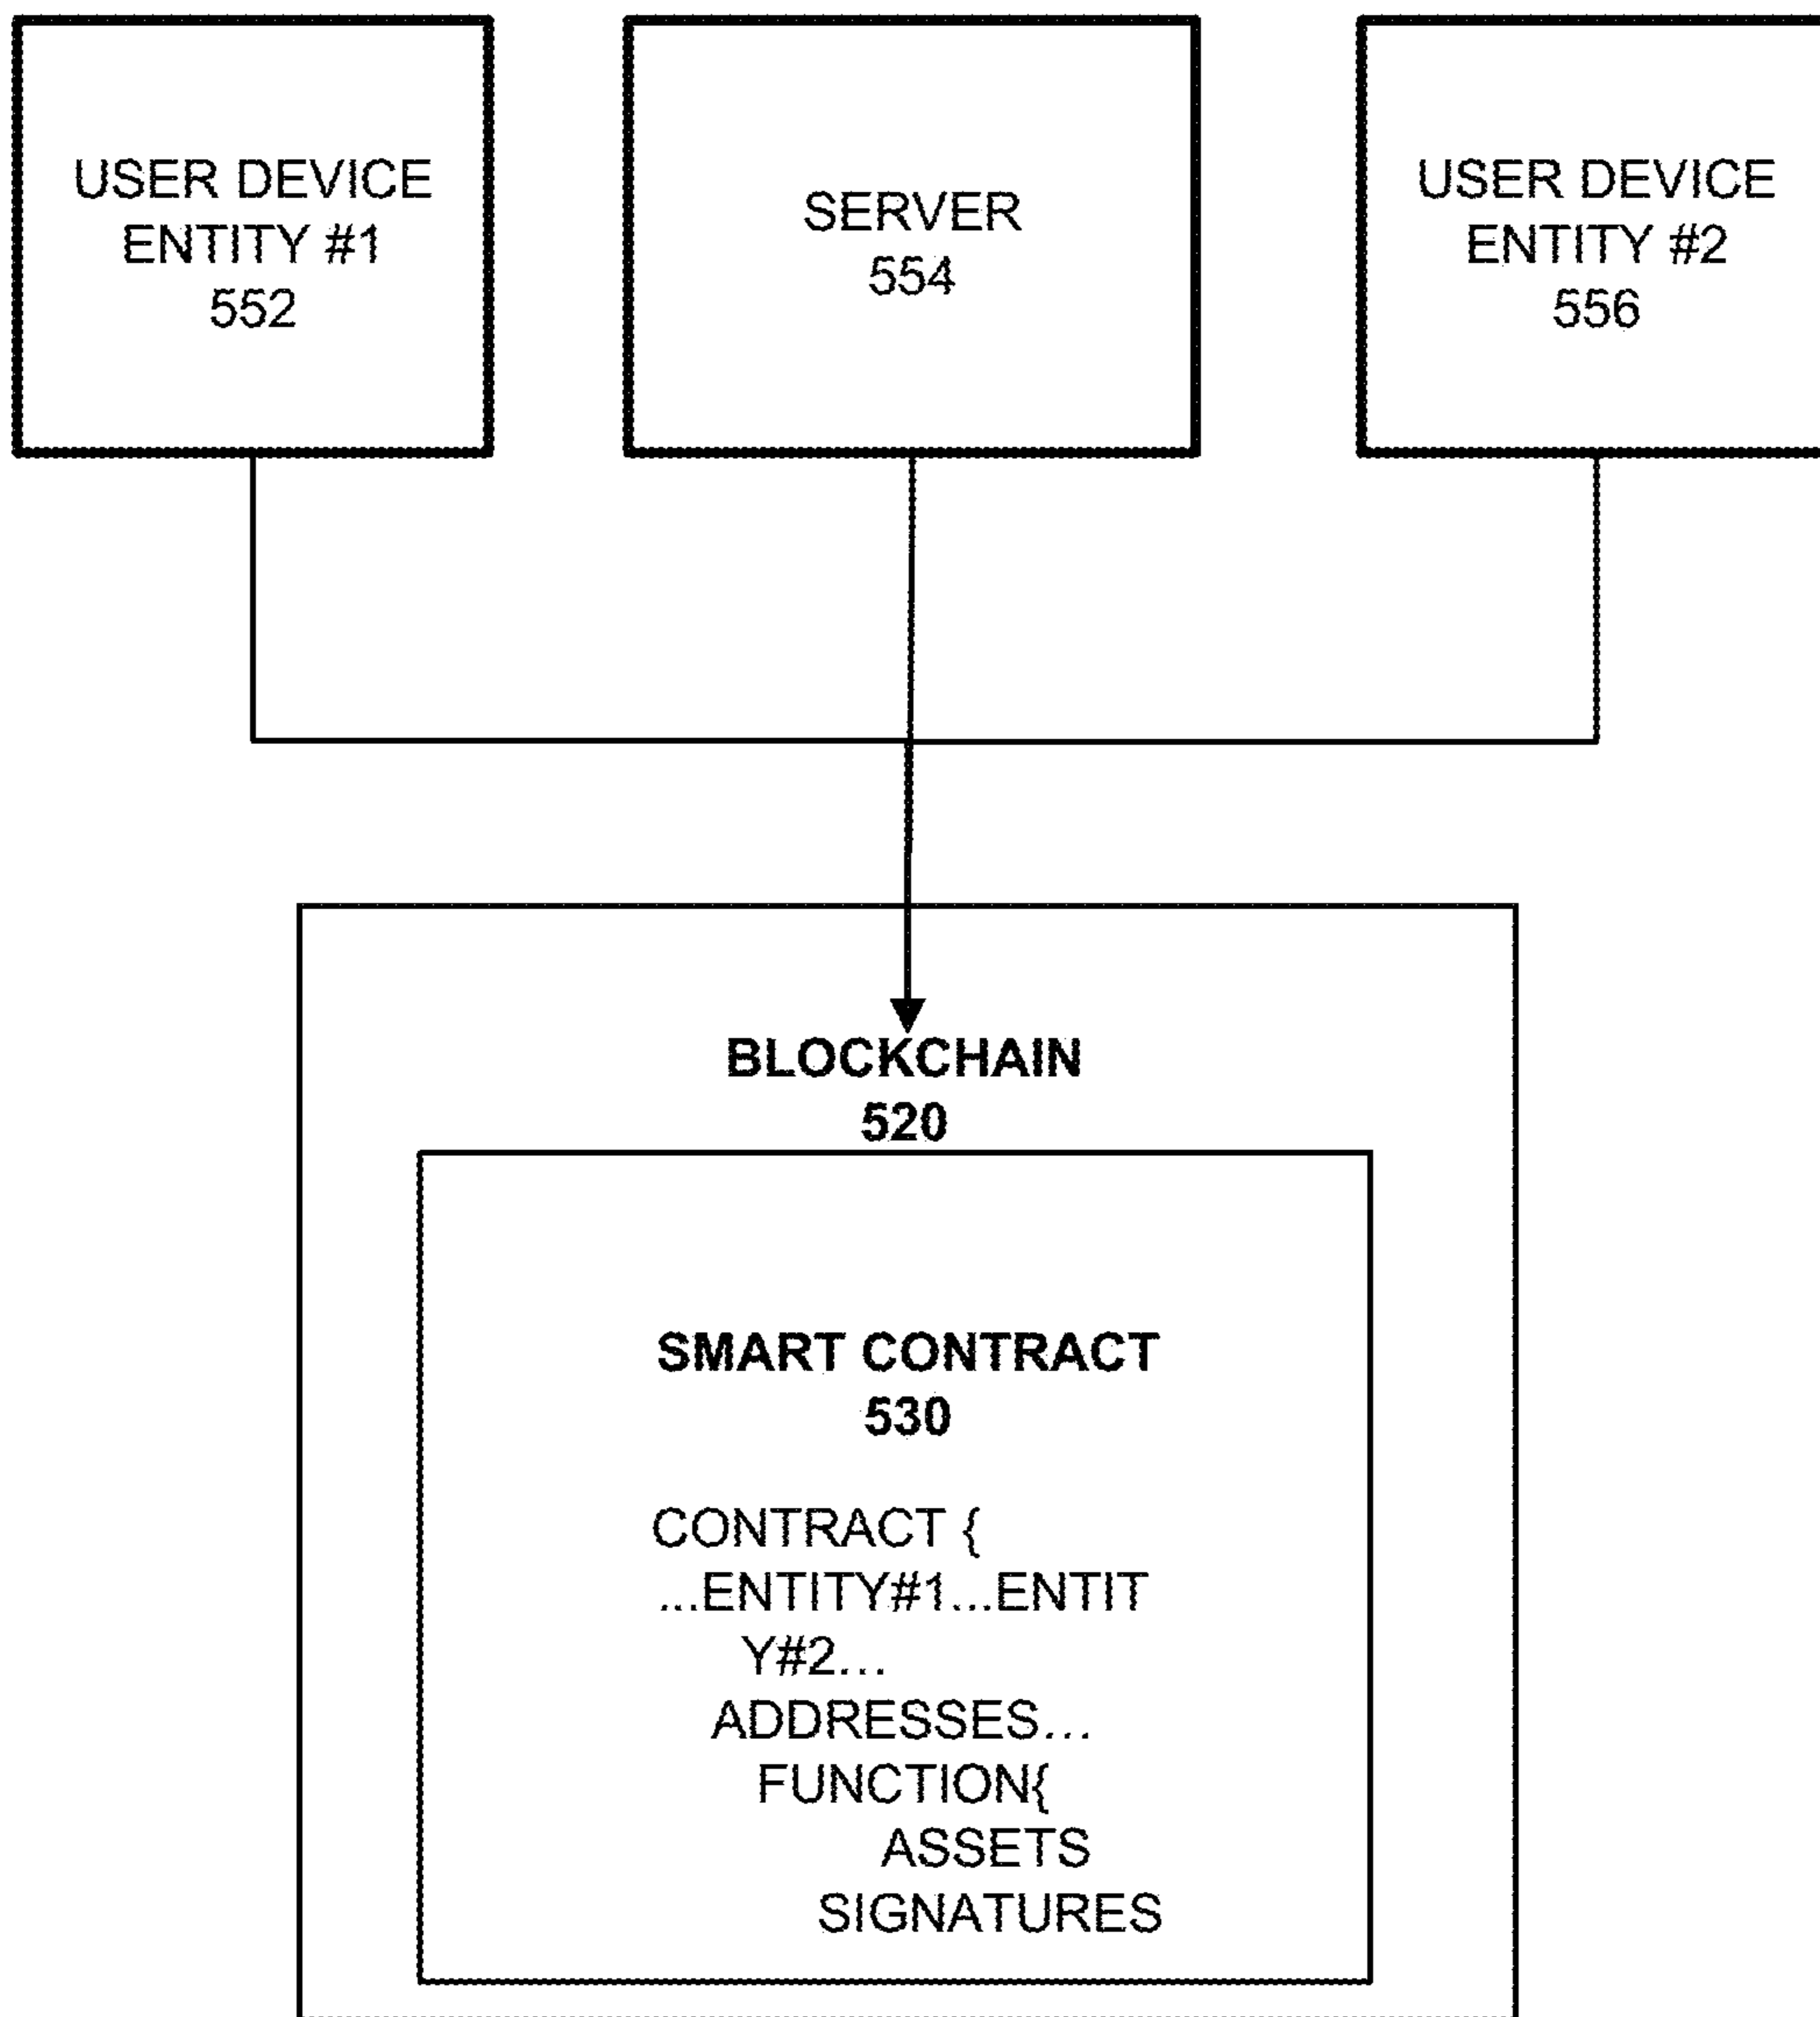 USER DEVICE
ENTITY #1
552
SERVER
554
USER DEVICE
ENTITY #2
556
BLOCKCHAIN
520
SMART CONTRACT
530
CONTRACT {
...ENTITY#1...ENTIT
Y#2...
ADDRESSES...
FUNCTION{
ASSETS
SIGNATURES